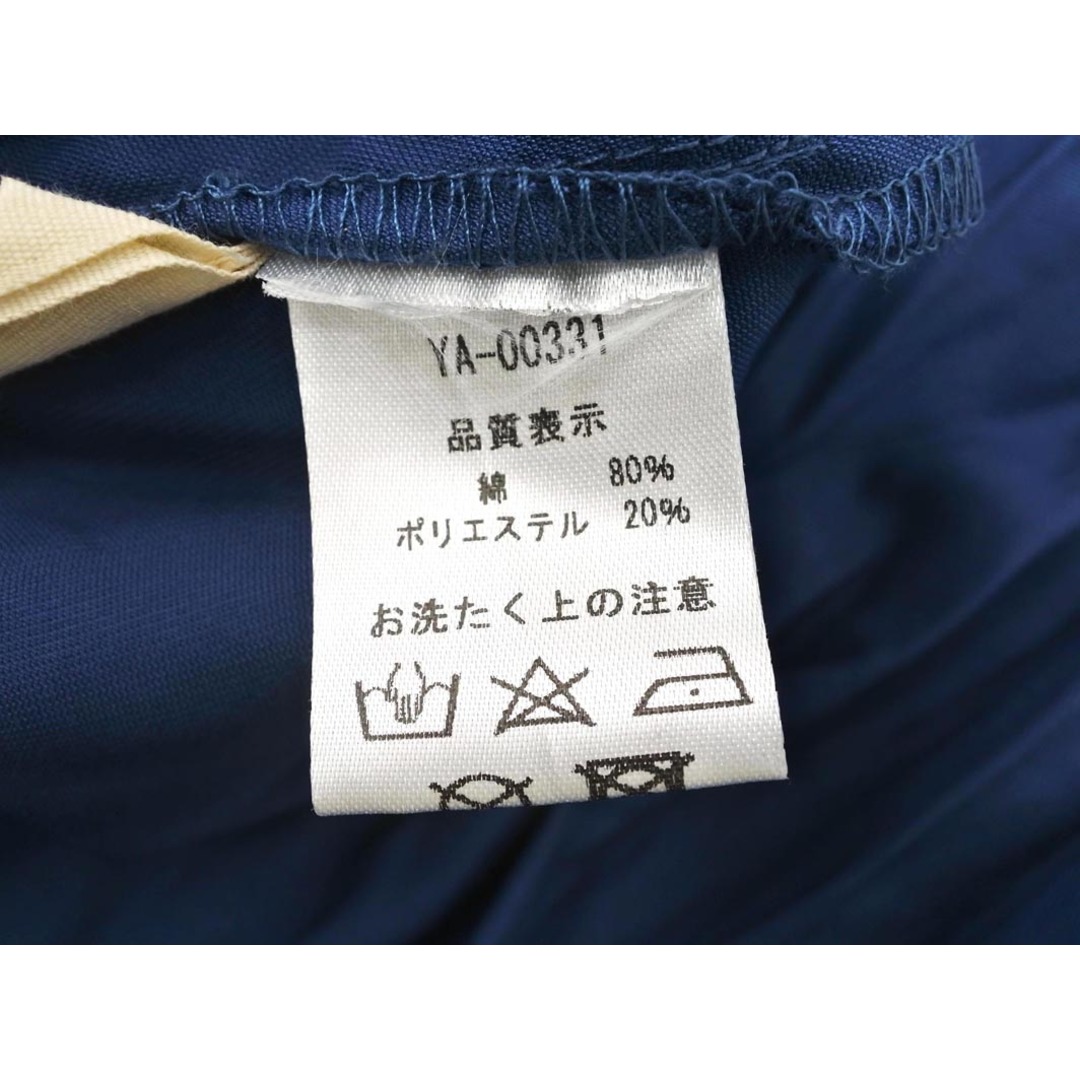 YA-00331
品質表示
綿 80%
ポリエステル 20%
お洗たく上の注意